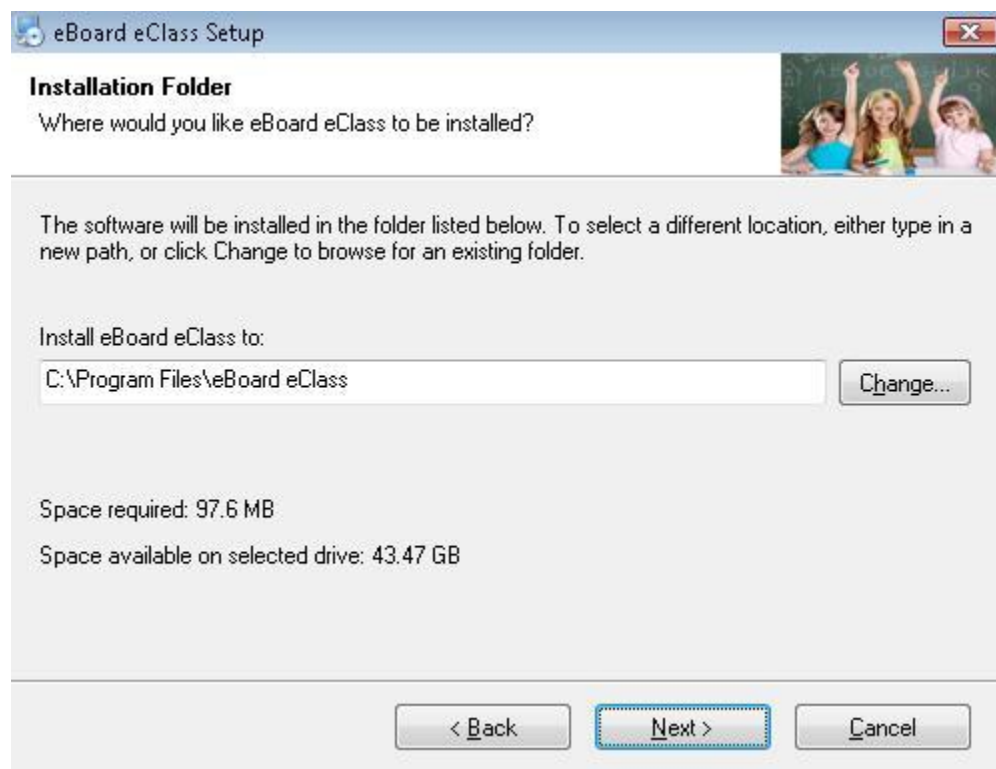 eBoard eClass Setup
Installation Folder
Where would you like eBoard eClass to be installed?
The software will be installed in the folder listed below. To select a different location, either type in a
new path, or click Change to browse for an existing folder.
Install eBoard eClass to:
C:\Program Files\eBoard eClass
Change...
Space required: 97.6 MB
Space available on selected drive: 43.47 GB
< Back
Next >
Cancel